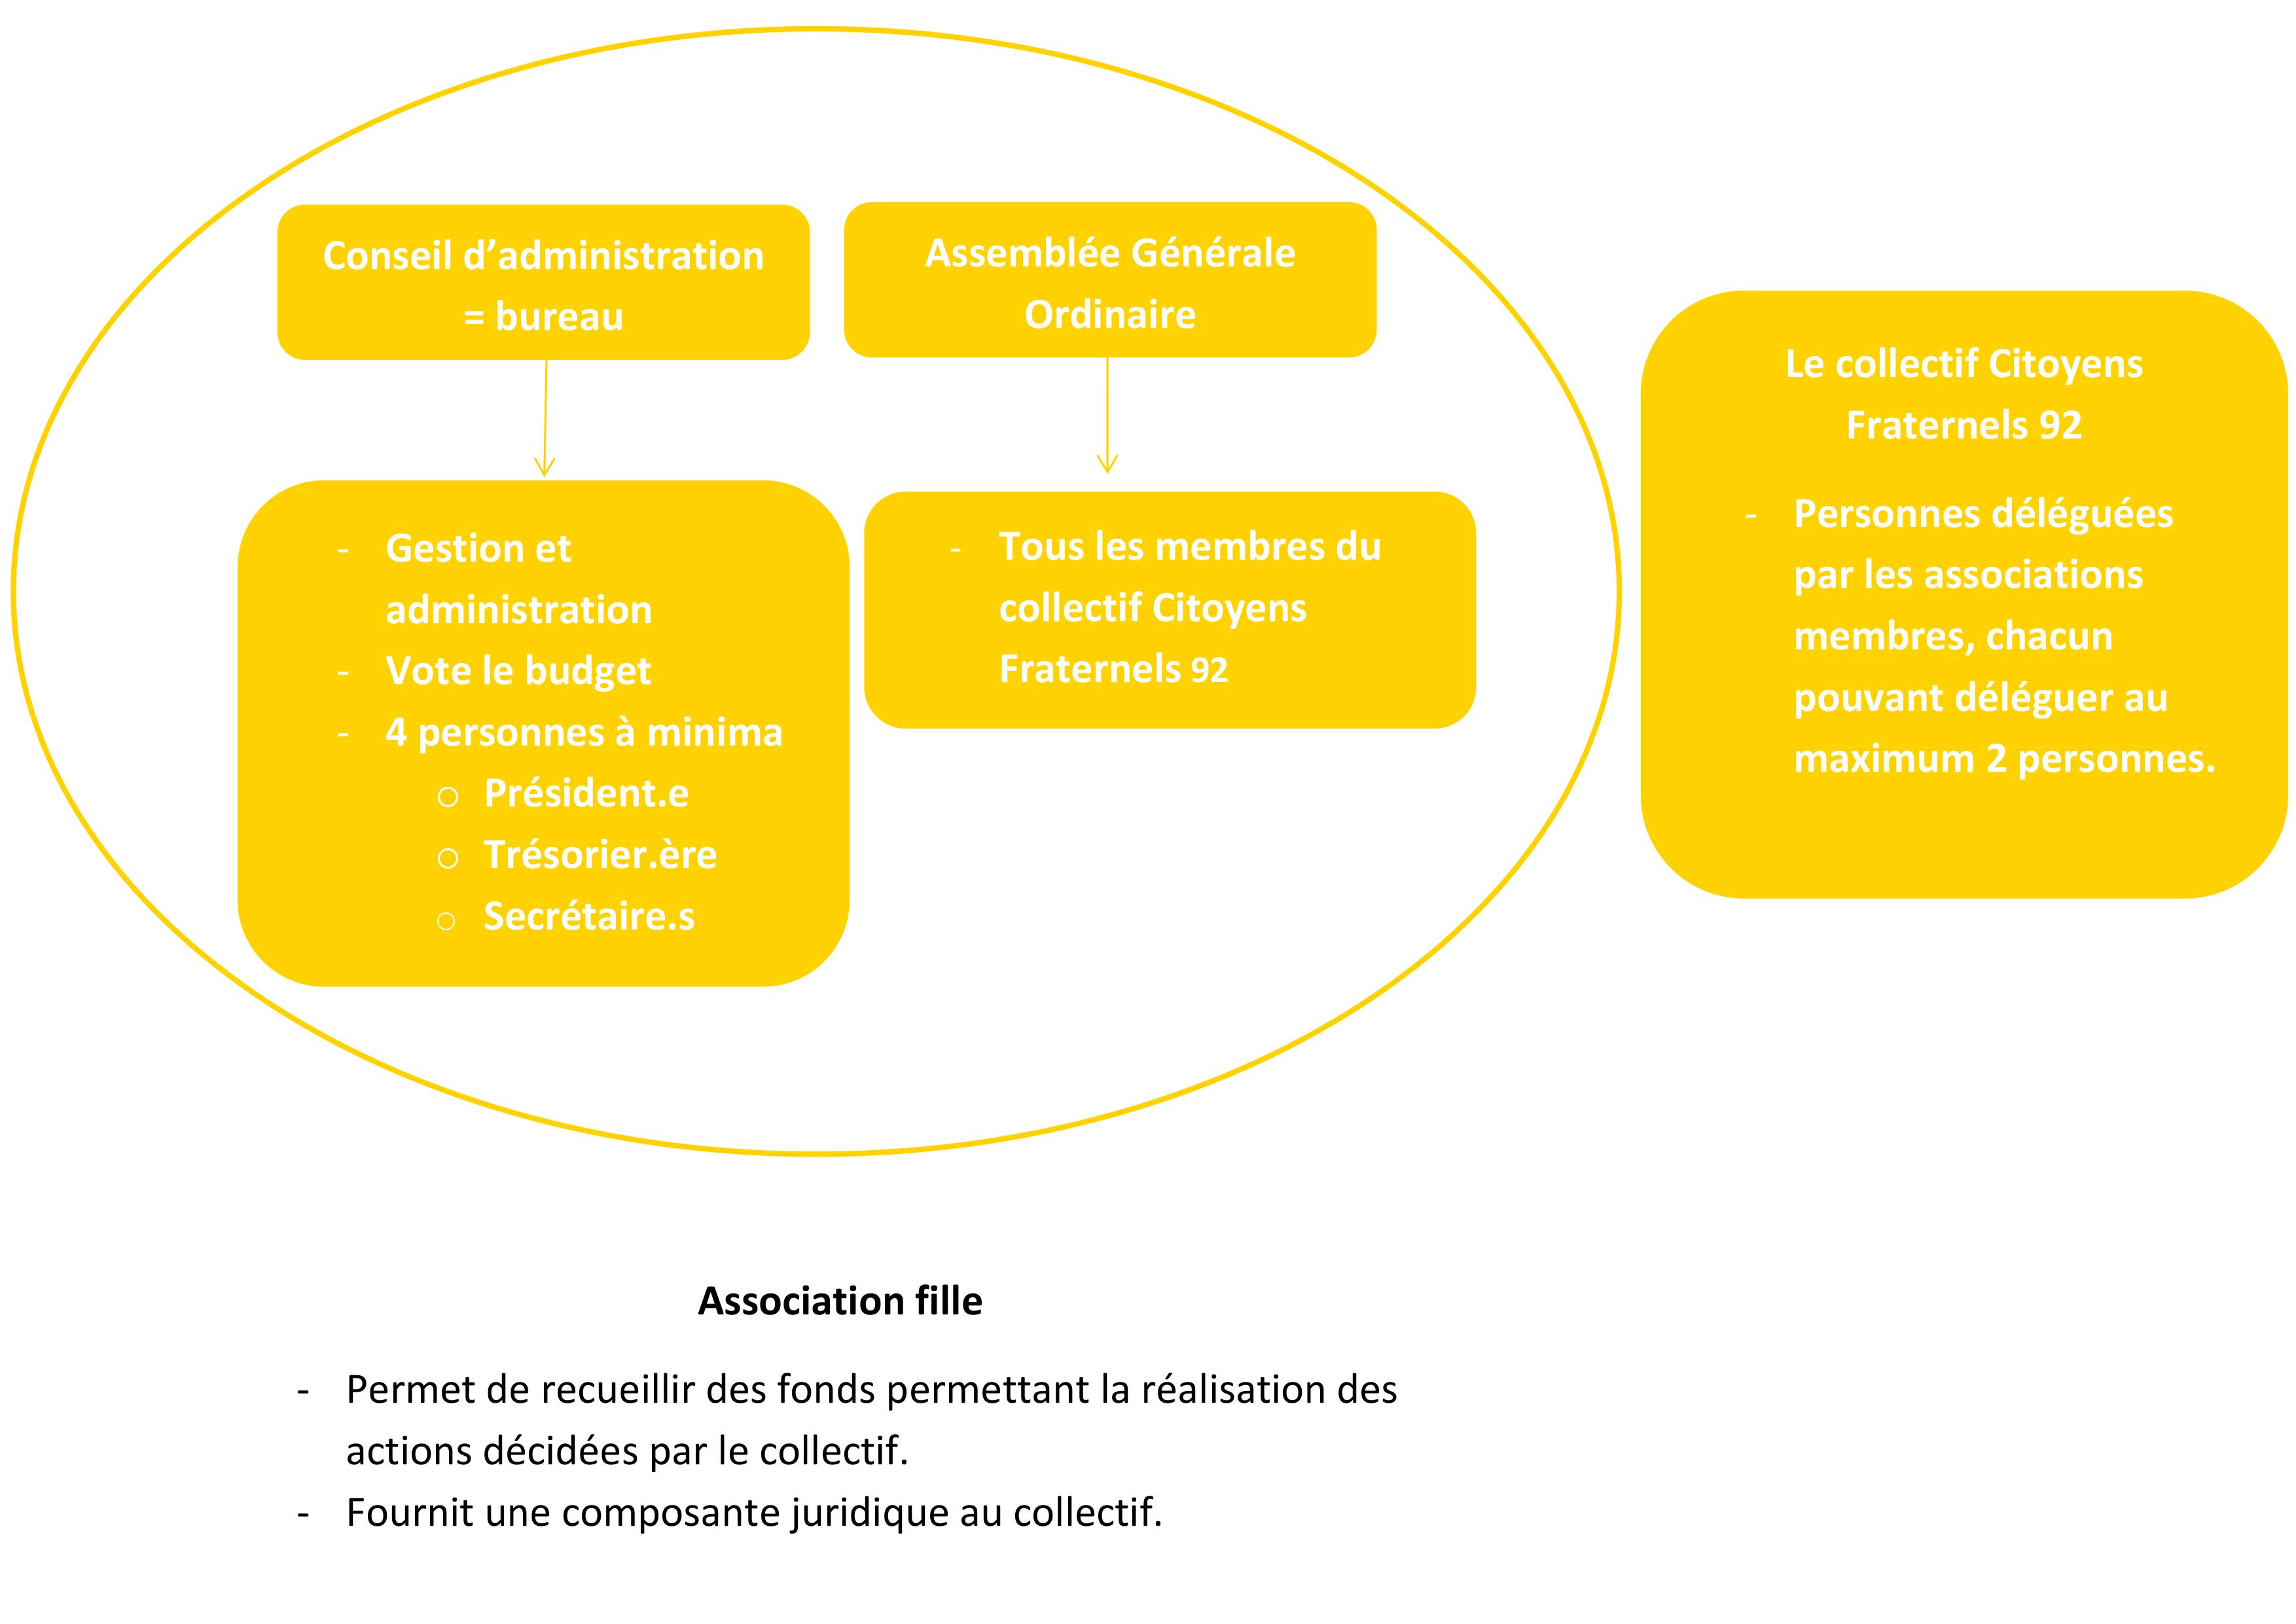 Conseil d’administration
= bureau
Assemblée Générale
Ordinaire
- Gestion et
administration
- Vote le budget
- 4 personnes à minima
o Président.e
o Trésorier.ère
o Secrétaire.s
- Tous les membres du
collectif Citoyens
Fraternels 92
Le collectif Citoyens
Fraternels 92
- Personnes déléguées
par les associations
membres, chacun
pouvant déléguer au
maximum 2 personnes.
Association fille
- Permet de recueillir des fonds permettant la réalisation des
actions décidées par le collectif.
- Fournit une composante juridique au collectif.